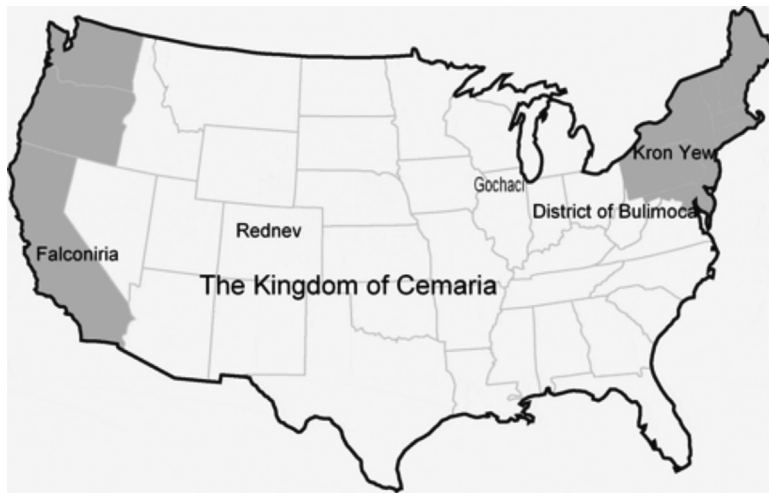 Kron Yew
Gochaci
District of Bulimoca
Rednev
Falconiria
The Kingdom of Cemaria